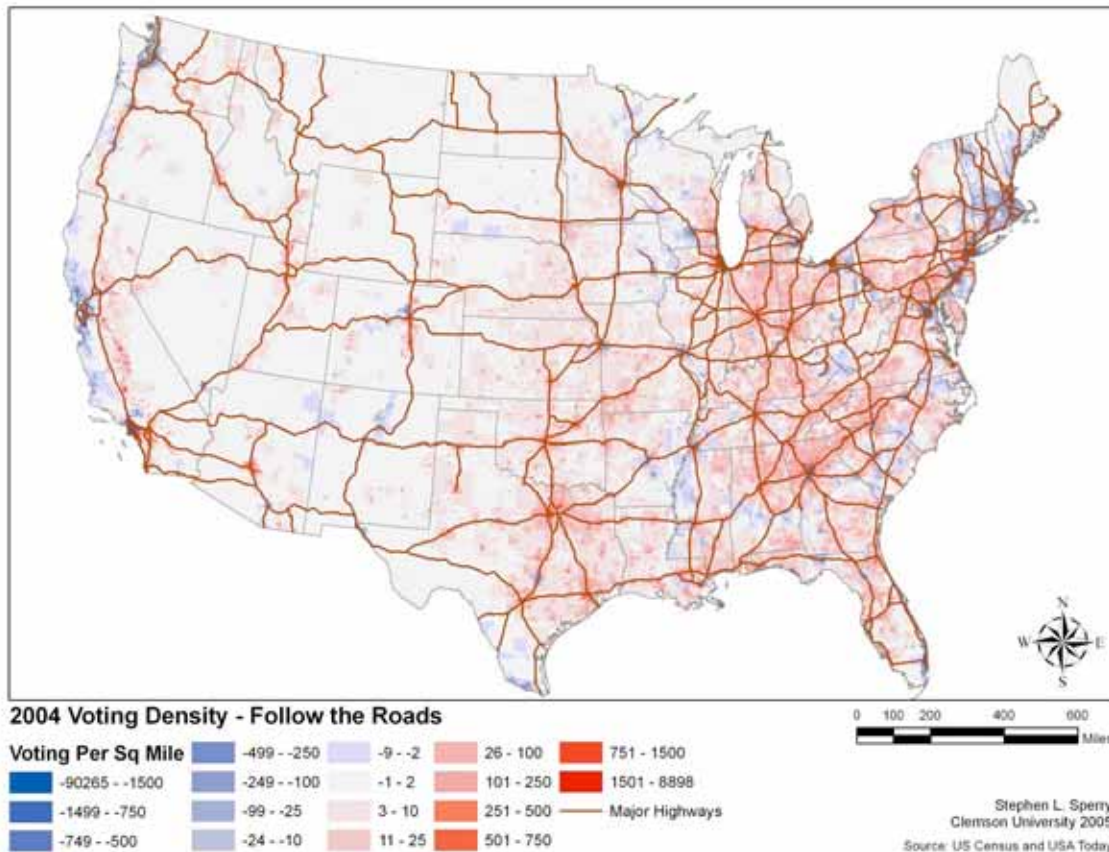 N
W E
S
2004 Voting Density - Follow the Roads
0 100 200 400 600
Miles
Voting Per Sq Mile
-90265 - -1500
-1499 - -750
-749 - -500
-499 - -250
-249 - -100
-99 - -25
-24 - -10
-9 - -2
-1 - 2
3 - 10
11 - 25
26 - 100
101 - 250
251 - 500
501 - 750
751 - 1500
1501 - 8898
Major Highways
Stephen L. Sperry
Clemson University 2005
Source: US Census and USA Today